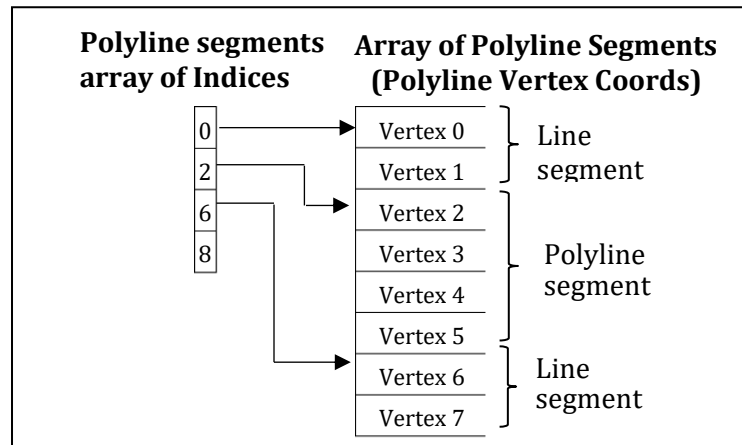 Polyline segments
array of Indices
Array of Polyline Segments
(Polyline Vertex Coords)
0
2
6
8
Vertex 0
Vertex 1
Vertex 2
Vertex 3
Vertex 4
Vertex 5
Vertex 6
Vertex 7
Line
segment
Polyline
segment
Line
segment